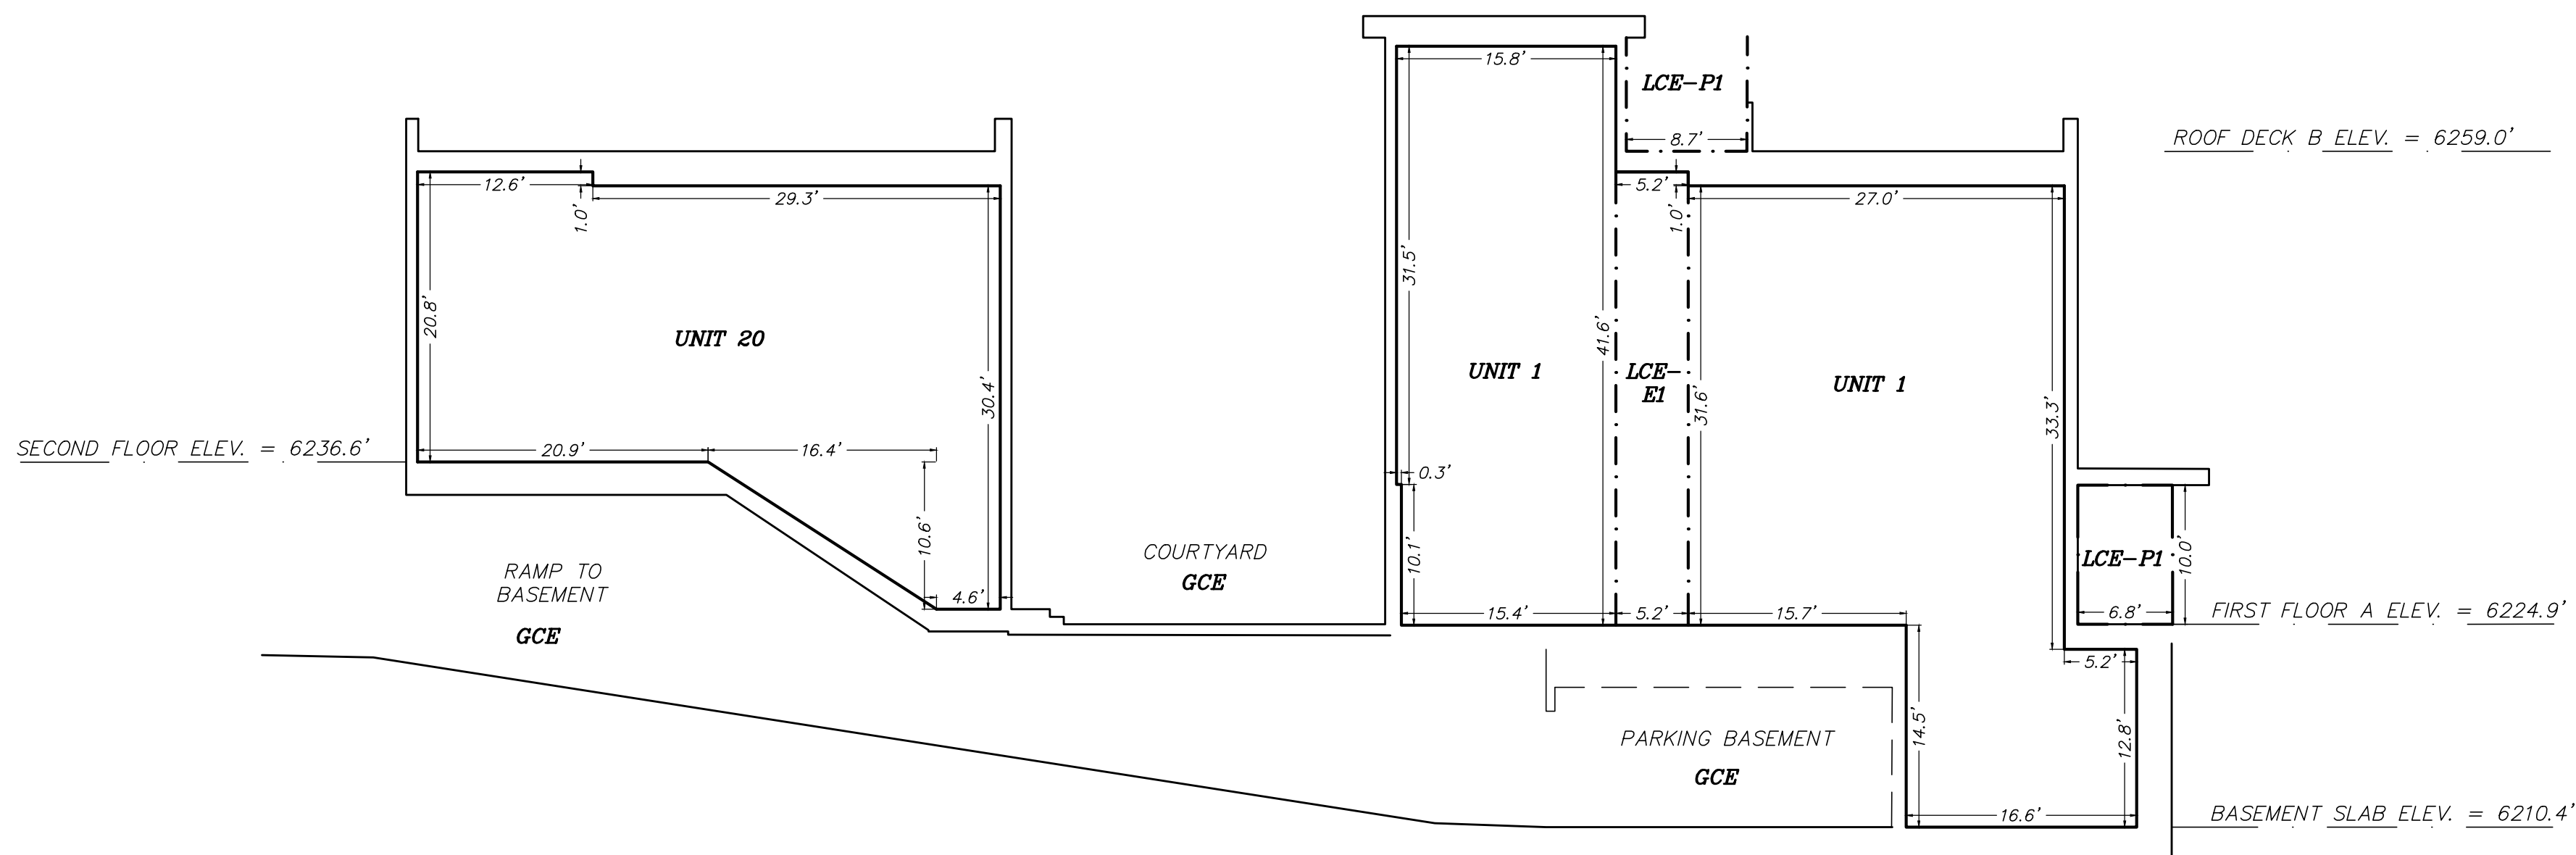 15.8'
LCE-P1
8.7'
ROOF DECK B ELEV. = 6259.0'
12.6'
1.0'
29.3'
5.2'
1.0'
27.0'
31.5'
20.8'
UNIT 20
41.6'
30.4'
UNIT 1
LCE-
E1
UNIT 1
31.6'
33.3'
SECOND FLOOR ELEV. = 6236.6'
20.9'
16.4'
0.3'
10.6'
10.1'
COURTYARD
GCE
LCE-P1
10.0'
RAMP TO
BASEMENT
GCE
4.6'
15.4'
5.2'
15.7'
6.8'
FIRST FLOOR A ELEV. = 6224.9'
5.2'
14.5'
12.8'
PARKING BASEMENT
GCE
16.6'
BASEMENT SLAB ELEV. = 6210.4'